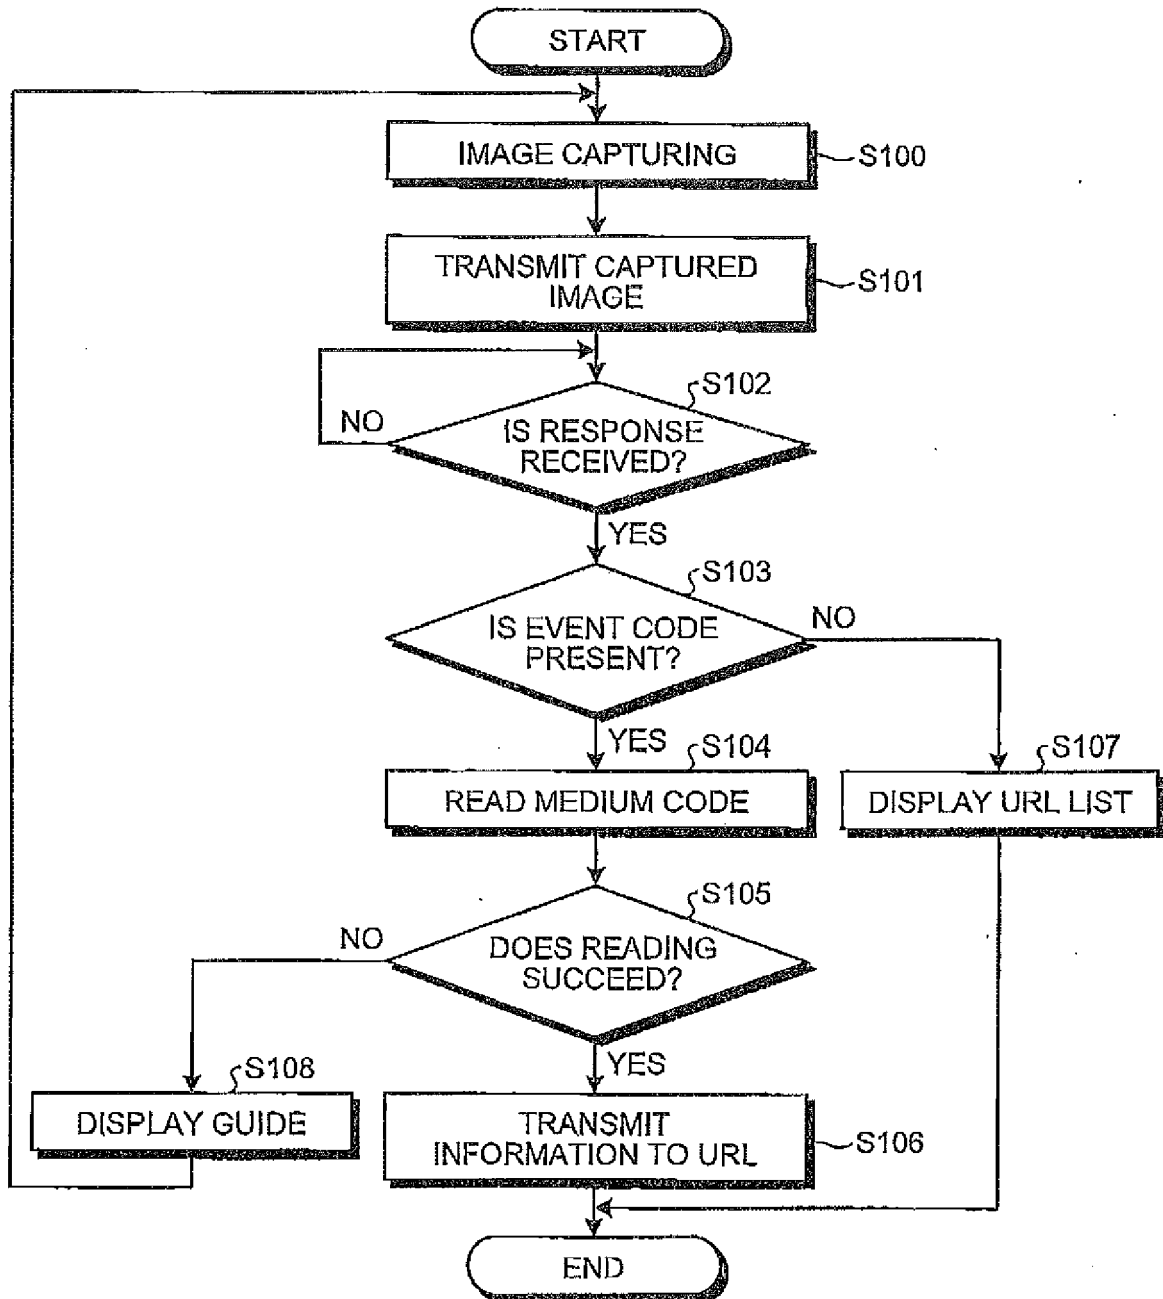 START
IMAGE CAPTURING
S100
TRANSMIT CAPTURED
IMAGE
S101
S102
NO
IS RESPONSE
RECEIVED?
YES
S103
IS EVENT CODE
PRESENT?
NO
YES
S104
READ MEDIUM CODE
S107
DISPLAY URL LIST
S105
NO
DOES READING
SUCCEED?
YES
S108
DISPLAY GUIDE
TRANSMIT
INFORMATION TO URL
S106
END